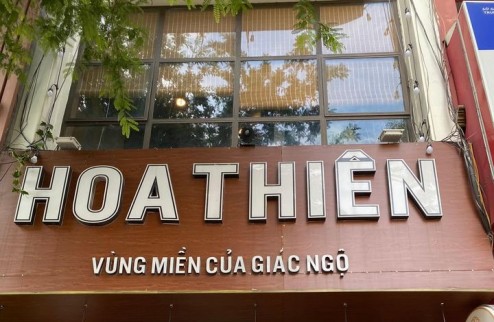 HOA THIÊN
VÙNG MIỀN CỦA GIÁC NGỘ